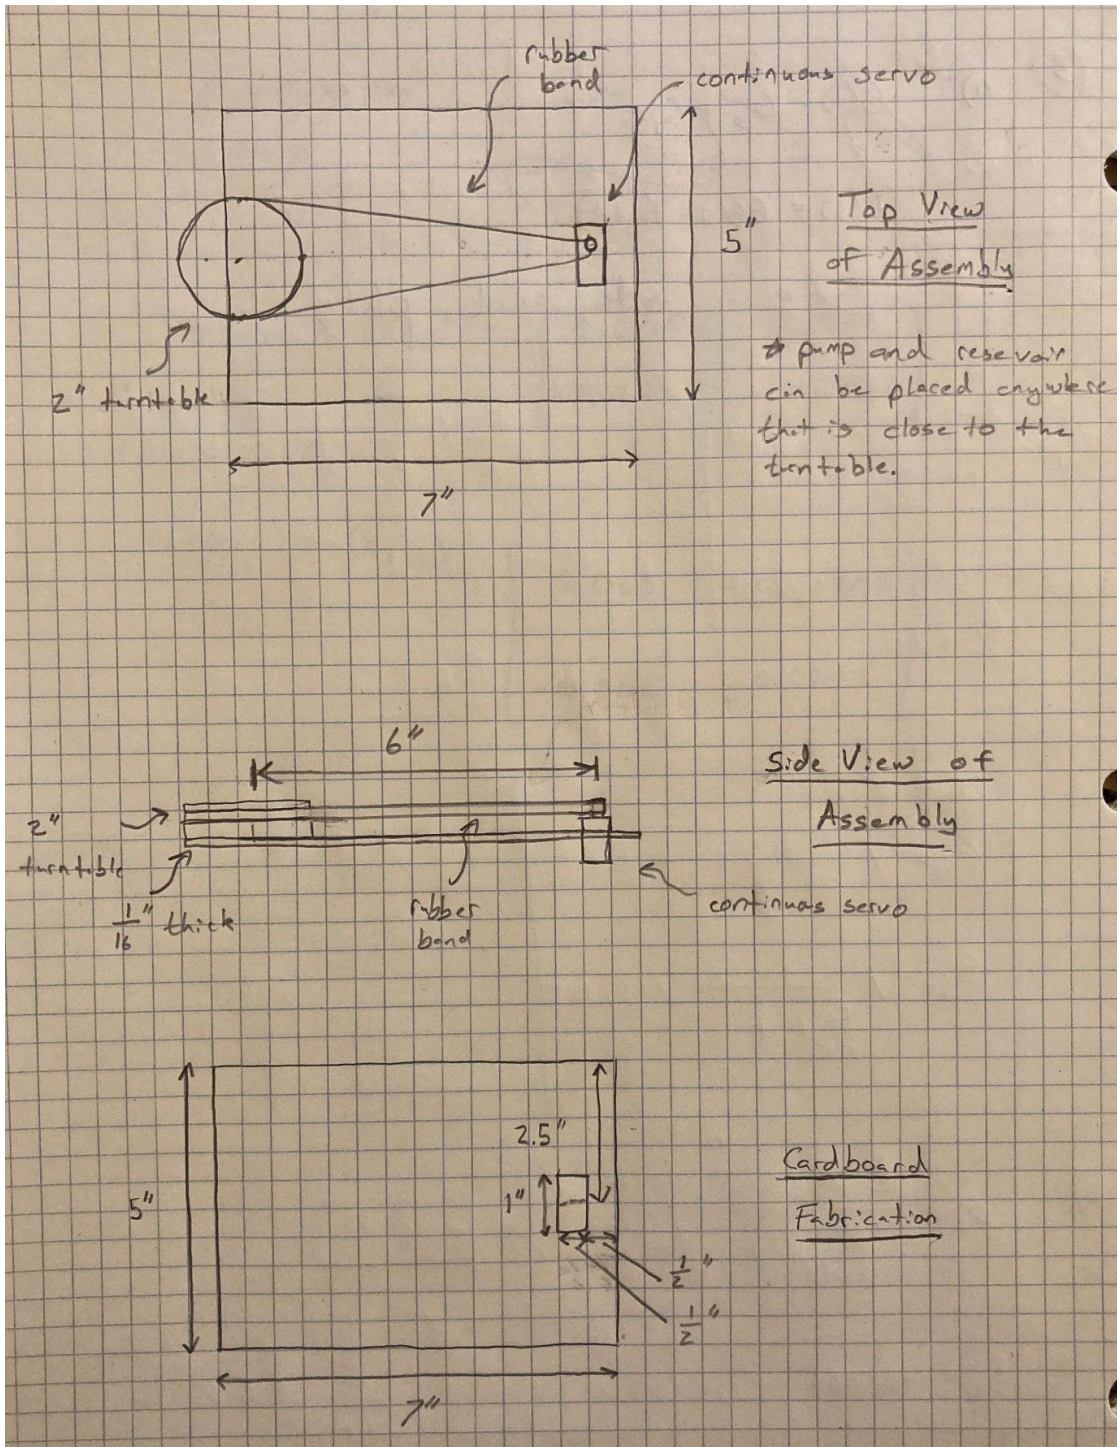 rubber
band
continuous servo
Top View
of Assembly
5"
* pump and resevoir
can be placed anywhere
that is close to the
turntable.
2" turntable
7"
6"
Side View of
Assembly
2"
turntable
1/16" thick
rubber
band
continuas servo
2.5"
1"
5"
Cardboard
Fabrication
1/2"
1/2"
7"